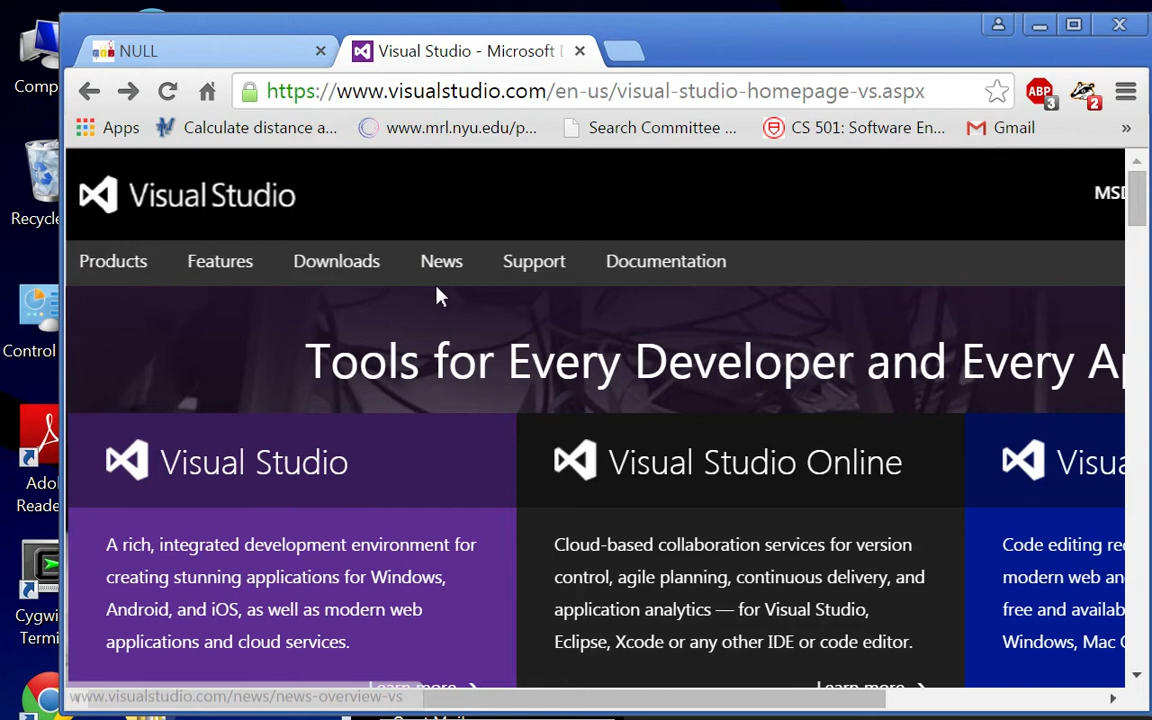 NULL
Visual Studio - Microsoft
https://www.visualstudio.com/en-us/visual-studio-homepage-vs.aspx
ABP 3 2
Apps Calculate distance a... www.mrl.nyu.edu/p... Search Committee ... CS 501: Software En... Gmail »
Comp
Recycle
Control
Ado
Reade
Cygwi
Termi
Visual Studio
MSD
Products Features Downloads News Support Documentation
Tools for Every Developer and Every Ap
Visual Studio
A rich, integrated development environment for
creating stunning applications for Windows,
Android, and iOS, as well as modern web
applications and cloud services.
Learn more
Visual Studio Online
Cloud-based collaboration services for version
control, agile planning, continuous delivery, and
application analytics — for Visual Studio,
Eclipse, Xcode or any other IDE or code editor.
Learn more
Visua
Code editing re
modern web an
free and availab
Windows, Mac
www.visualstudio.com/news/news-overview-vs